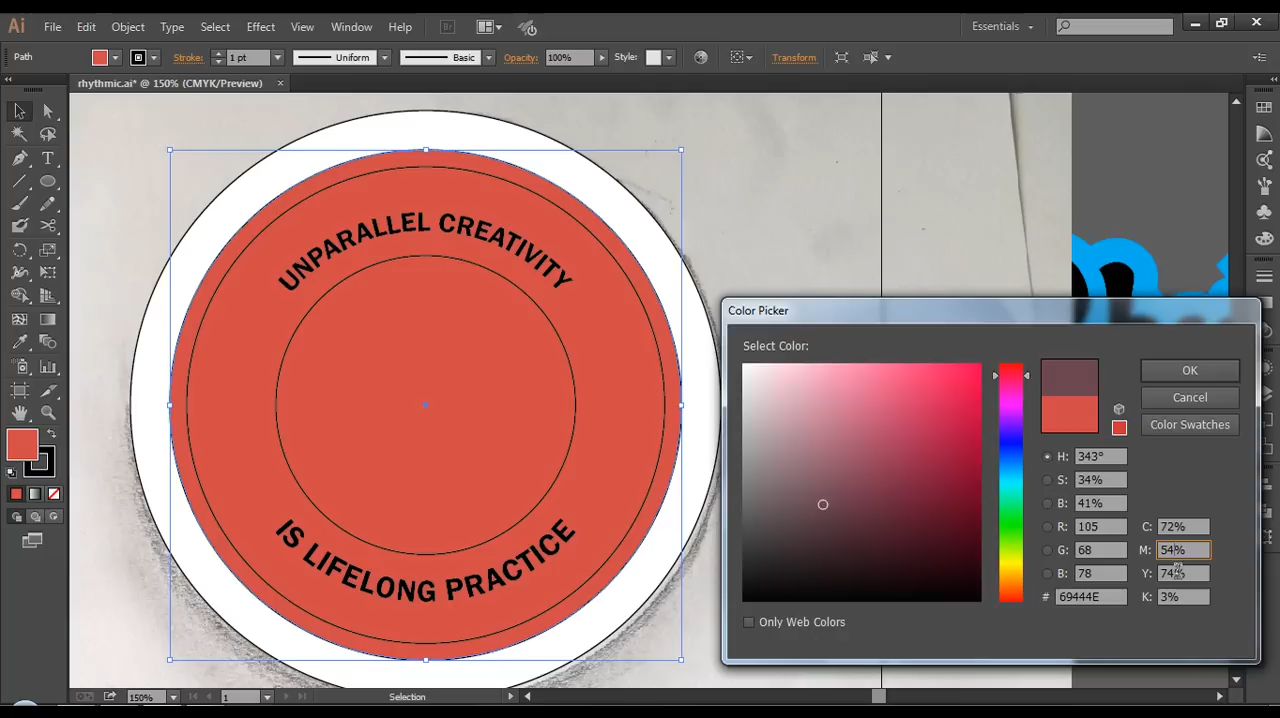 Ai File Edit Object Type Select Effect View Window Help Br Essentials
Path Stroke: 1 pt Uniform Basic Opacity: 100% Style: Transform
rhythmic.ai* @ 150% (CMYK/Preview) ×
UNPARALLEL CREATIVITY
IS LIFELONG PRACTICE
Color Picker
Select Color:
OK
Cancel
Color Swatches
H: 343°
S: 34%
B: 41%
R: 105 C: 72%
G: 68 M: 54%
B: 78 Y: 74%
# 69444E K: 3%
Only Web Colors
150% 1 Selection